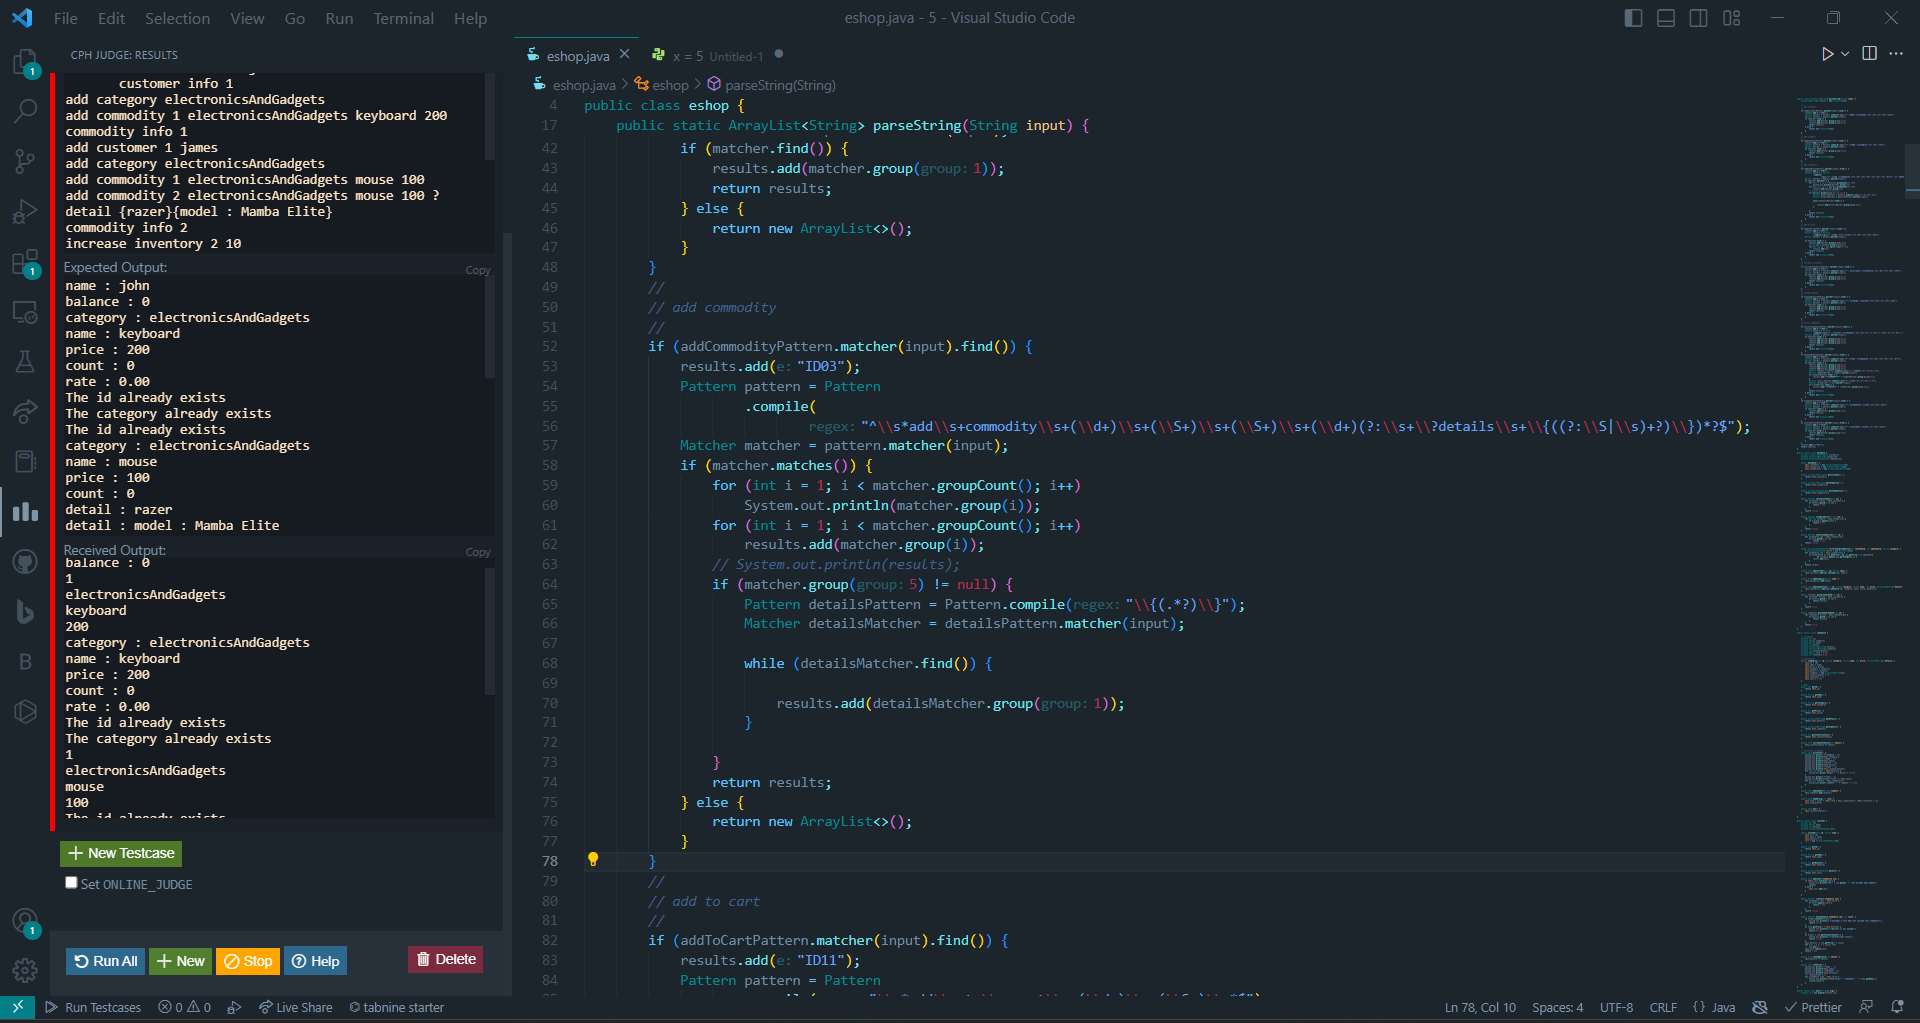 File Edit Selection View Go Run Terminal Help
eshop.java - 5 - Visual Studio Code
CPH JUDGE: RESULTS
customer info 1
add category electronicsAndGadgets
add commodity 1 electronicsAndGadgets keyboard 200
commodity info 1
add customer 1 james
add category electronicsAndGadgets
add commodity 1 electronicsAndGadgets mouse 100
add commodity 2 electronicsAndGadgets mouse 100 ?
detail {razer}{model : Mamba Elite}
commodity info 2
increase inventory 2 10
Expected Output:
Copy
name : john
balance : 0
category : electronicsAndGadgets
name : keyboard
price : 200
count : 0
rate : 0.00
The id already exists
The category already exists
The id already exists
category : electronicsAndGadgets
name : mouse
price : 100
count : 0
detail : razer
detail : model : Mamba Elite
Received Output:
Copy
balance : 0
1
electronicsAndGadgets
keyboard
200
category : electronicsAndGadgets
name : keyboard
price : 200
count : 0
rate : 0.00
The id already exists
The category already exists
1
electronicsAndGadgets
mouse
100
The id already exists
New Testcase
Set ONLINE_JUDGE
Run All New Stop Help Delete
eshop.java x = 5 Untitled-1
eshop.java > eshop > parseString(String)
4 public class eshop {
17 public static ArrayList<String> parseString(String input) {
42 if (matcher.find()) {
43 results.add(matcher.group(group: 1));
44 return results;
45 } else {
46 return new ArrayList<>();
47 }
48 }
49 //
50 // add commodity
51 //
52 if (addCommodityPattern.matcher(input).find()) {
53 results.add(e: "ID03");
54 Pattern pattern = Pattern
55 .compile(
56 regex: "^\\s*add\\s+commodity\\s+(\\d+)\\s+(\\S+)\\s+(\\S+)\\s+(\\d+)(?:\\s+\\?details\\s+\\{((?:\\S|\\s)+?)\\})*?$");
57 Matcher matcher = pattern.matcher(input);
58 if (matcher.matches()) {
59 for (int i = 1; i < matcher.groupCount(); i++)
60 System.out.println(matcher.group(i));
61 for (int i = 1; i < matcher.groupCount(); i++)
62 results.add(matcher.group(i));
63 // System.out.println(results);
64 if (matcher.group(group: 5) != null) {
65 Pattern detailsPattern = Pattern.compile(regex: "\\{(.*?)\\}");
66 Matcher detailsMatcher = detailsPattern.matcher(input);
67
68 while (detailsMatcher.find()) {
69
70 results.add(detailsMatcher.group(group: 1));
71 }
72
73 }
74 return results;
75 } else {
76 return new ArrayList<>();
77 }
78 }
79 //
80 // add to cart
81 //
82 if (addToCartPattern.matcher(input).find()) {
83 results.add(e: "ID11");
84 Pattern pattern = Pattern
Run Testcases 0 0 Live Share tabnine starter
Ln 78, Col 10 Spaces: 4 UTF-8 CRLF {} Java Prettier